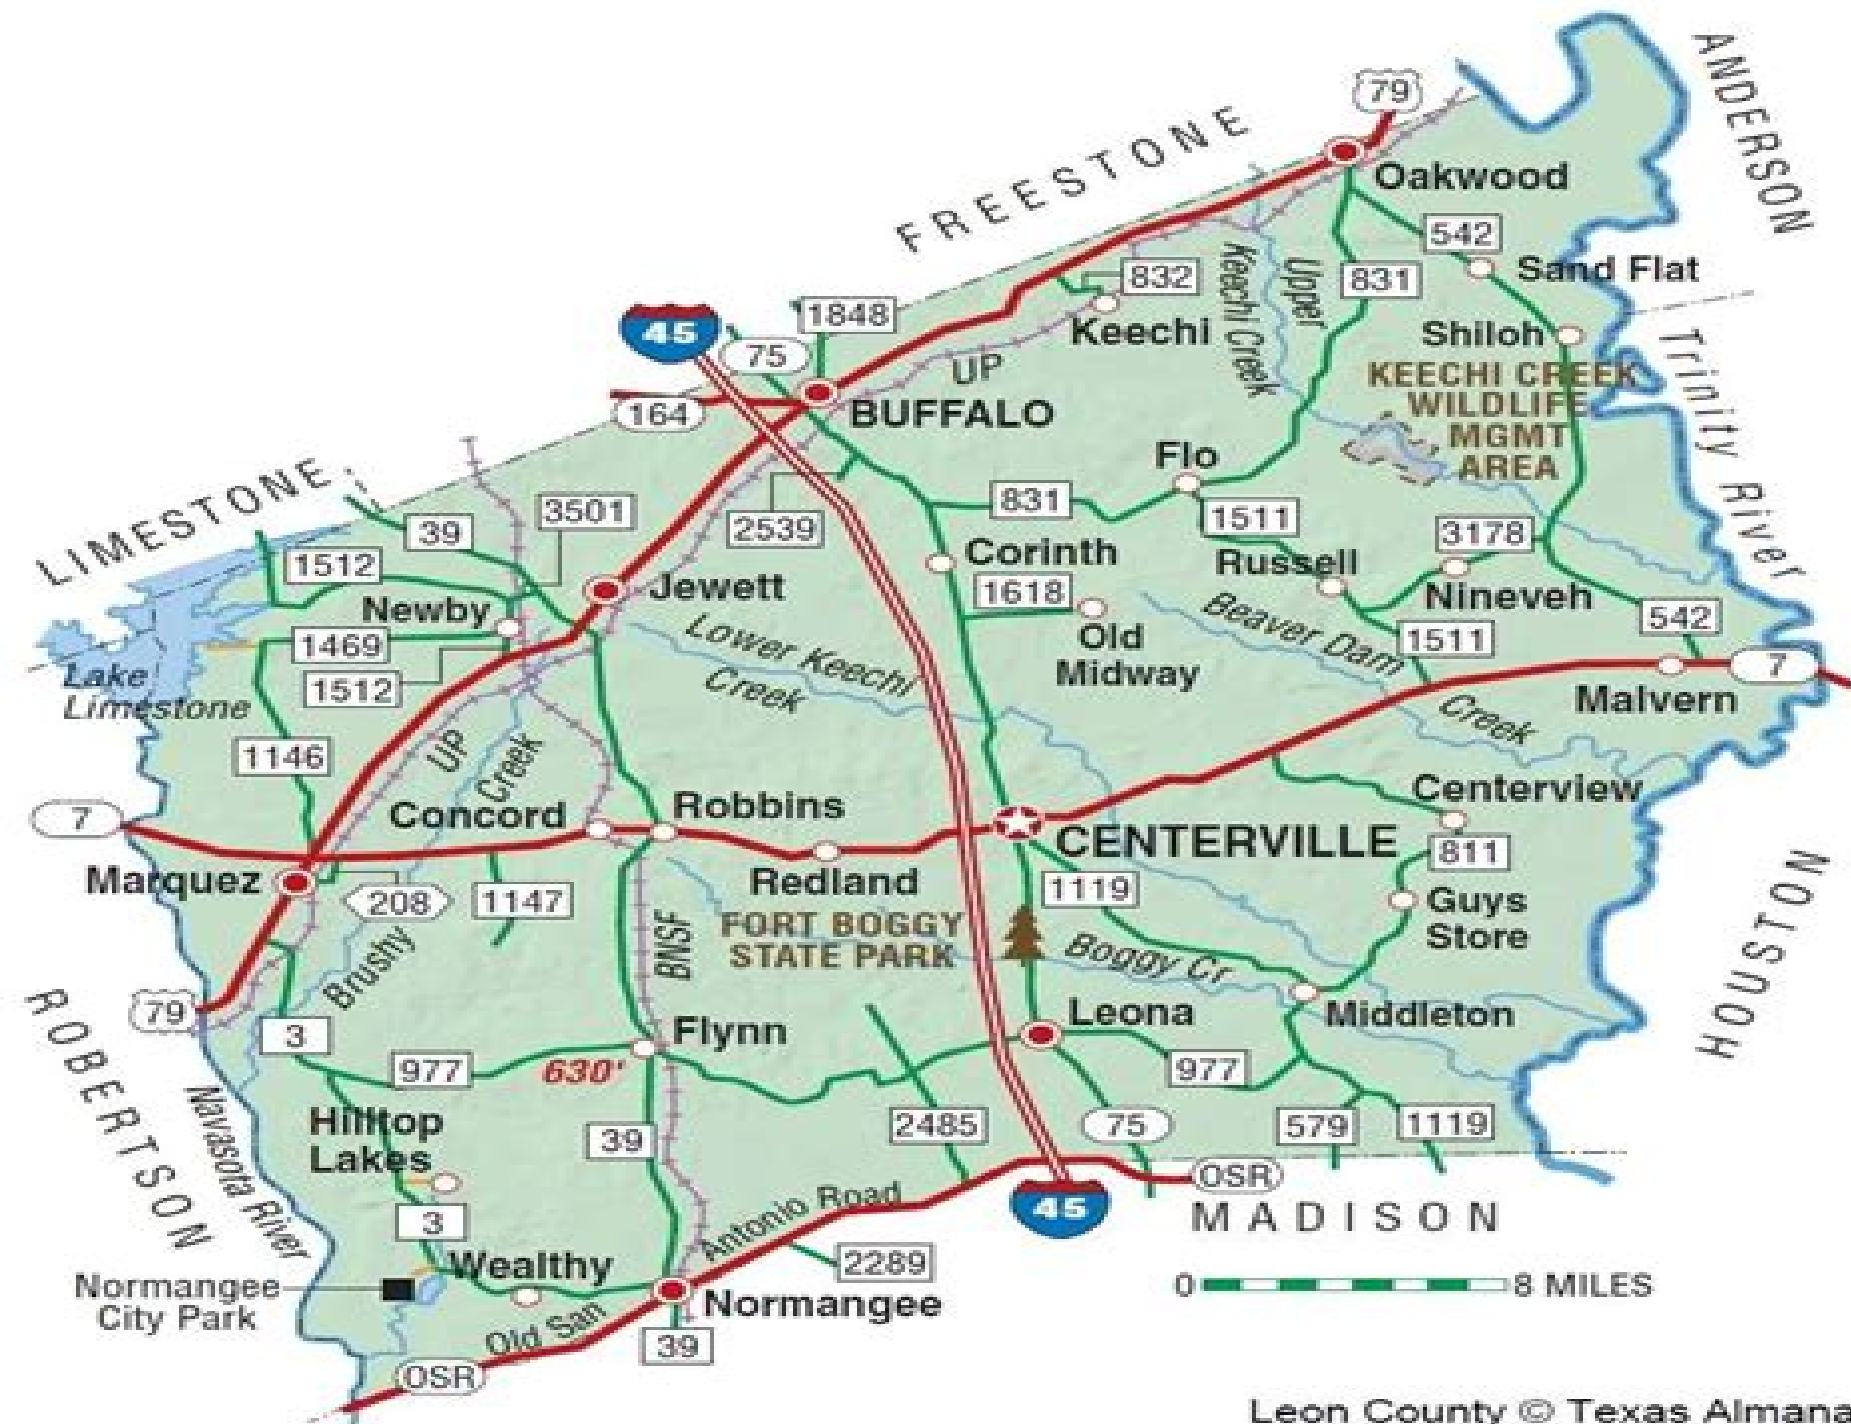 79
ANDERSON
FREESTONE
Oakwood
542
Sand Flat
832
831
Upper
Keechi Creek
1848
45
75
Keechi
Shiloh
UP
KEECHI CREEK
WILDLIFE
MGMT
AREA
Trinity River
164
BUFFALO
Flo
LIMESTONE
39
3501
2539
831
1511
3178
1512
Corinth
Russell
Jewett
Newby
1618
Nineveh
1469
Lower Keechi
Creek
Old
Midway
Beaver Dam
Creek
1511
542
7
Lake
Limestone
1512
Malvern
1146
UP
Creek
Centerview
7
Concord
Robbins
CENTERVILLE
811
Marquez
208
1147
Redland
1119
Guys
Store
HOUSTON
FORT BOGGY
STATE PARK
BNSF
Boggy Cr
Brushy
79
3
Flynn
Leona
Middleton
ROBERTSON
977
630'
977
Navasota River
Hilltop
Lakes
39
2485
75
579
1119
OSR
3
Antonio Road
45
MADISON
Wealthy
2289
Normangee
City Park
Normangee
0 8 MILES
Old San
39
OSR
Leon County © Texas Almana